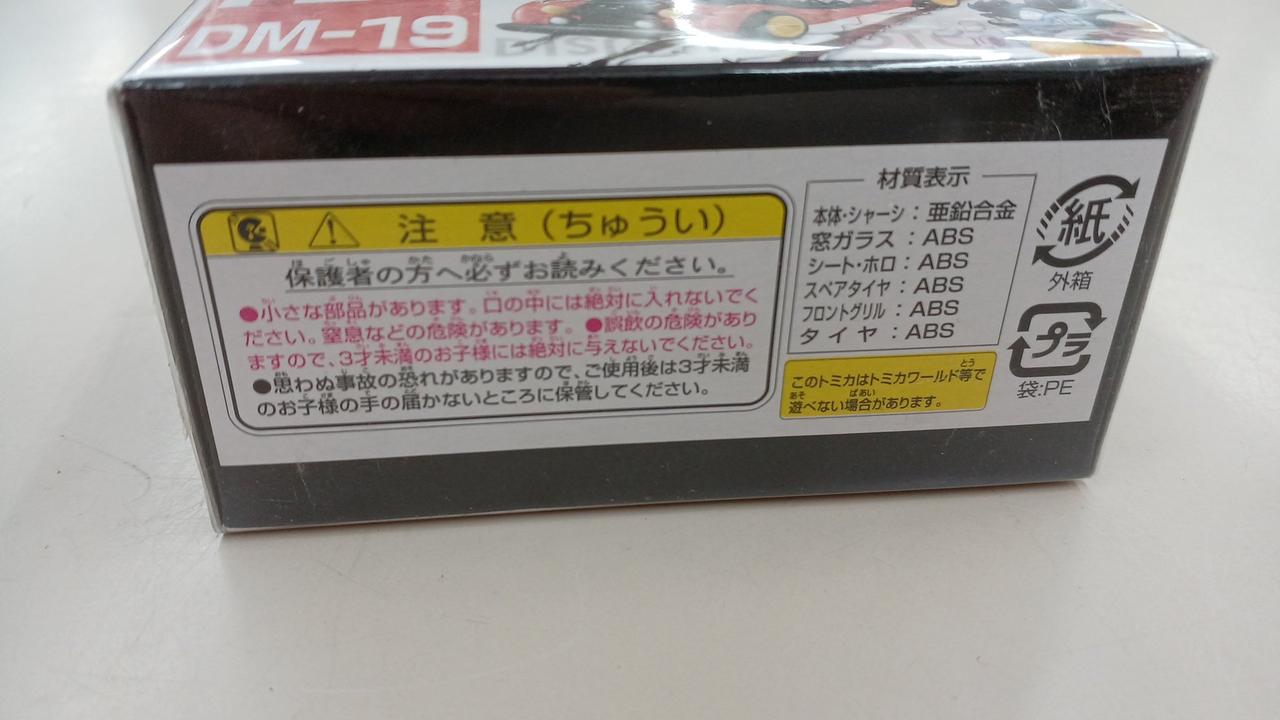 DM-19
注 意 (ちゅうい)
保護者の方へ必ずお読みください。
●小さな部品があります。口の中には絶対に入れないでく
ださい。窒息などの危険があります。●誤飲の危険があり
ますので、3才未満のお子様には絶対に与えないでください。
●思わぬ事故の恐れがありますので、ご使用後は3才未満
のお子様の手の届かないところに保管してください。
材質表示
本体・シャーシ:亜鉛合金
窓ガラス:ABS
シート・ホロ:ABS
スペアタイヤ:ABS
フロントグリル:ABS
タイヤ:ABS
このトミカはトミカワールド等で
遊べない場合があります。
紙
外箱
プラ
袋:PE